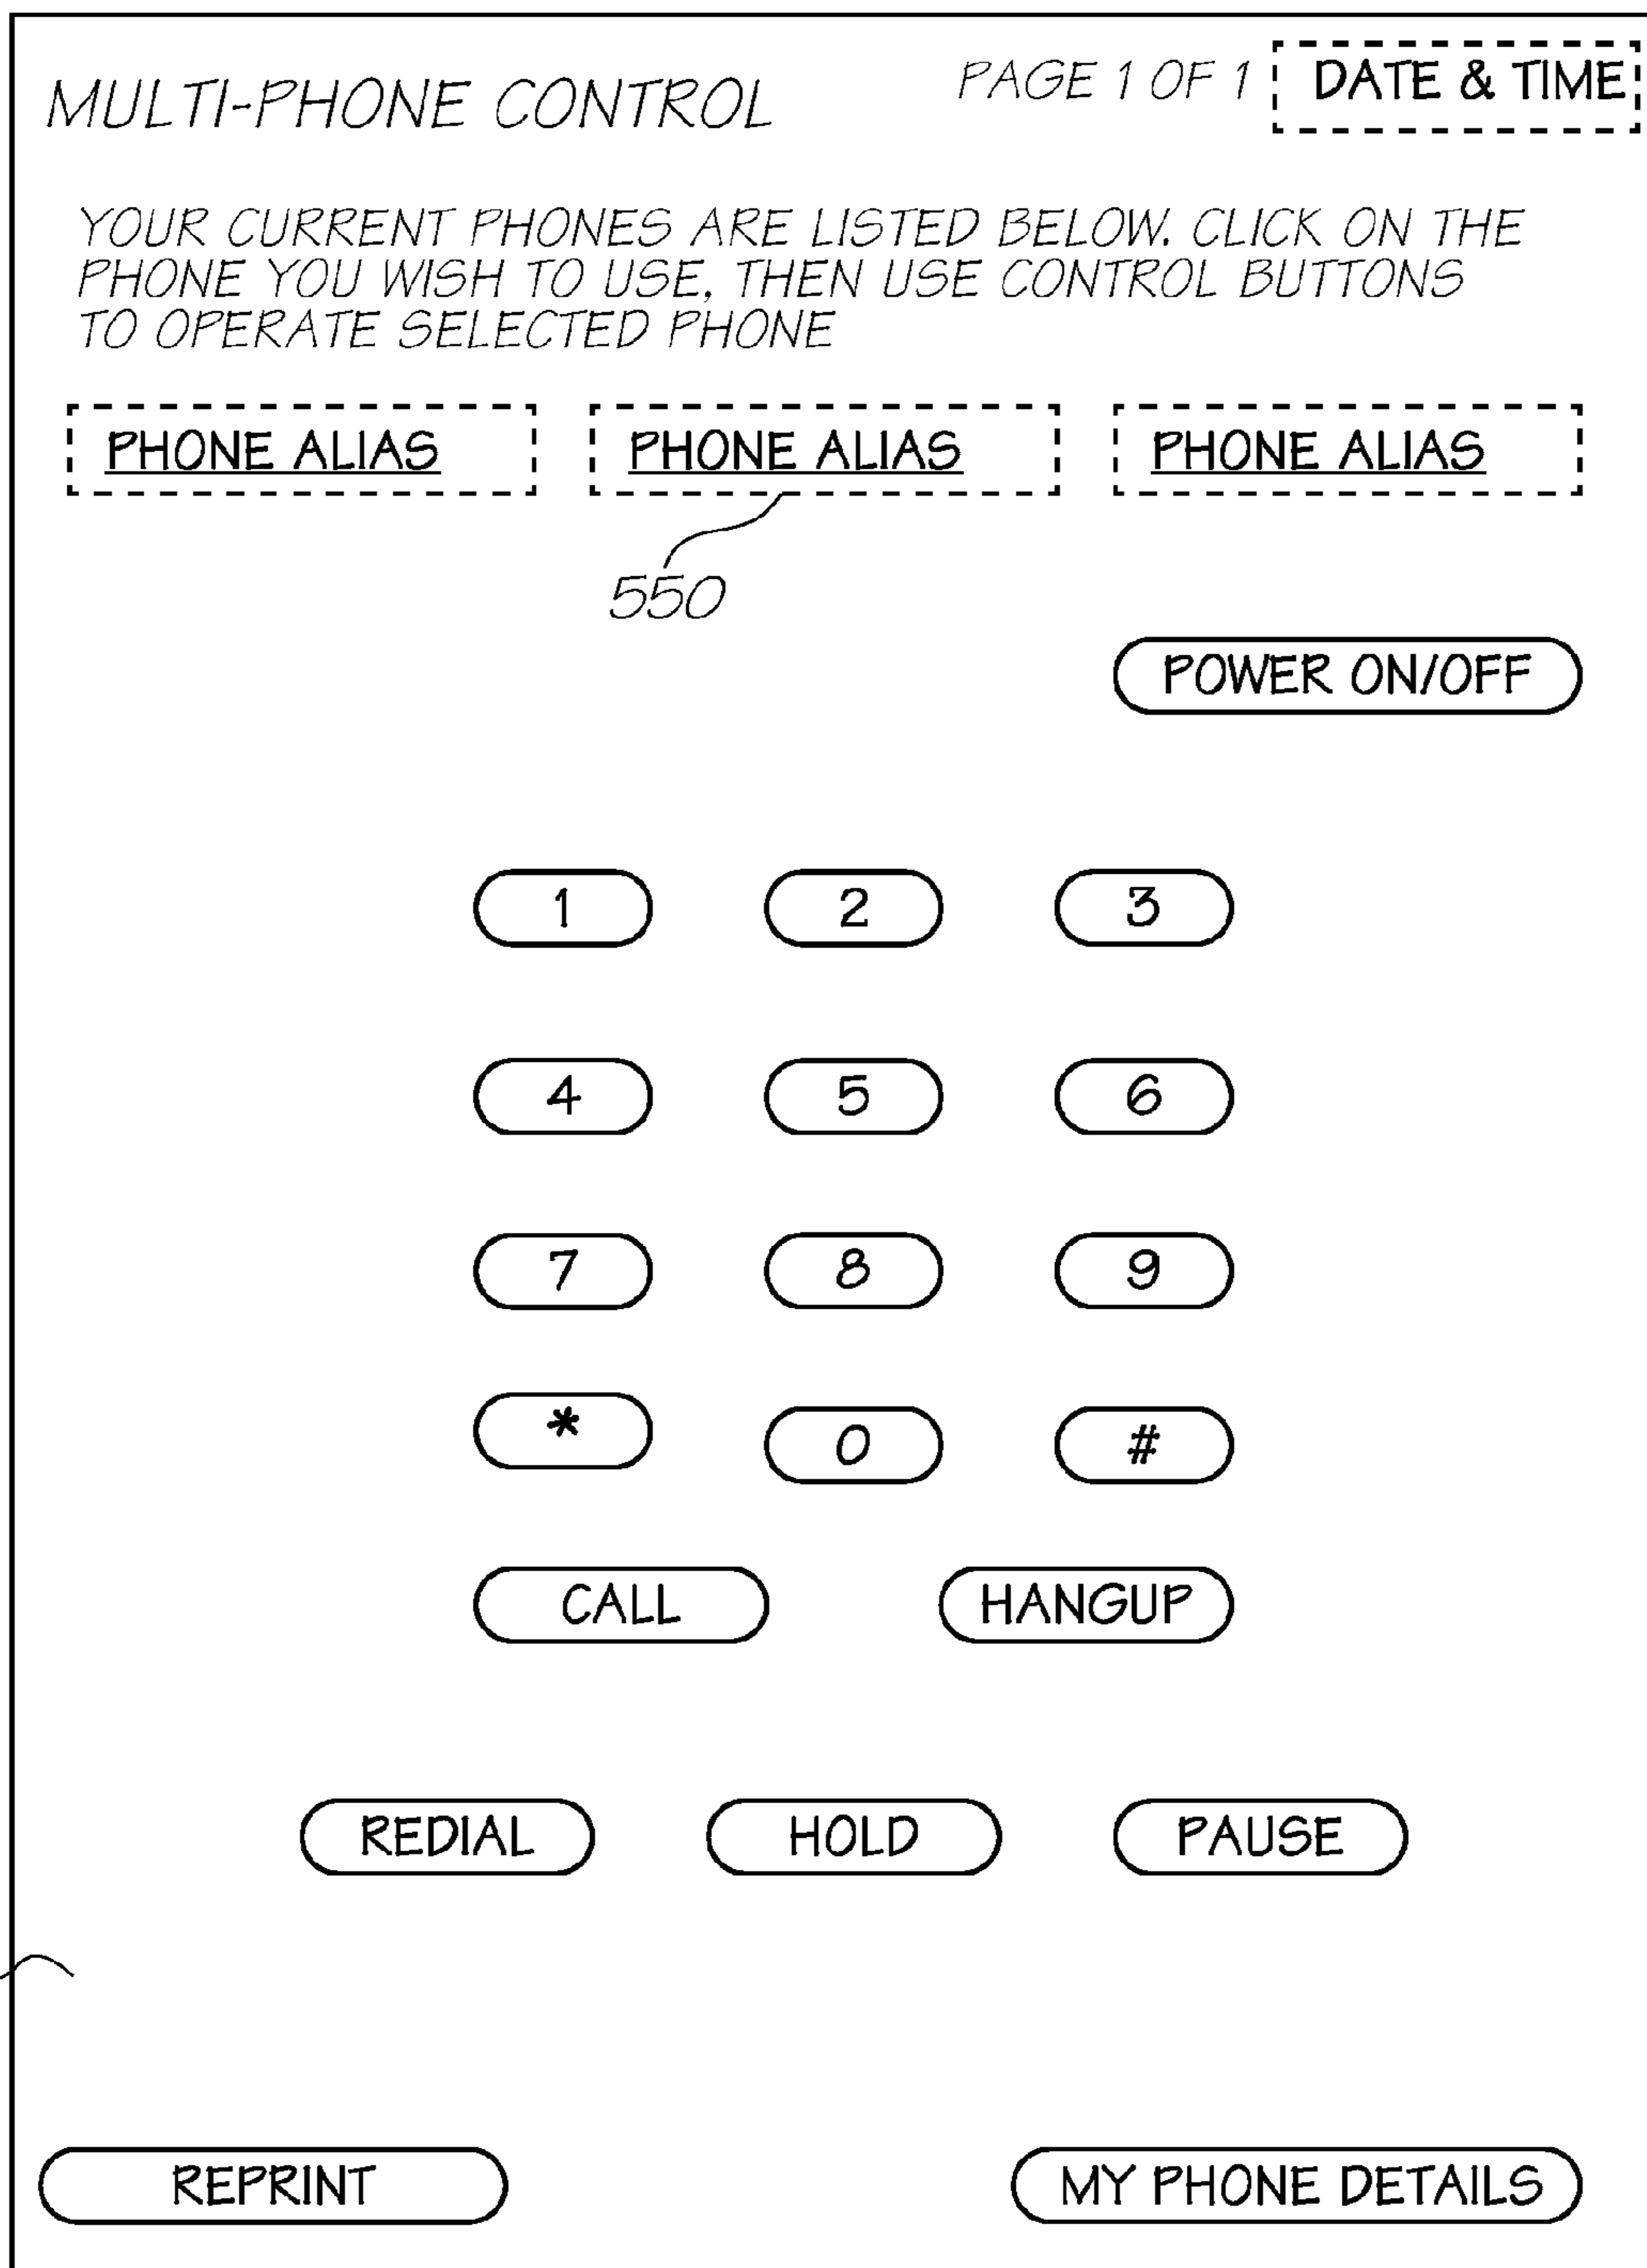 MULTI-PHONE CONTROL PAGE 1 OF 1 DATE & TIME
YOUR CURRENT PHONES ARE LISTED BELOW. CLICK ON THE
PHONE YOU WISH TO USE, THEN USE CONTROL BUTTONS
TO OPERATE SELECTED PHONE
PHONE ALIAS PHONE ALIAS PHONE ALIAS
550
POWER ON/OFF
1 2 3
4 5 6
7 8 9
* 0 #
CALL HANGUP
REDIAL HOLD PAUSE
REPRINT MY PHONE DETAILS